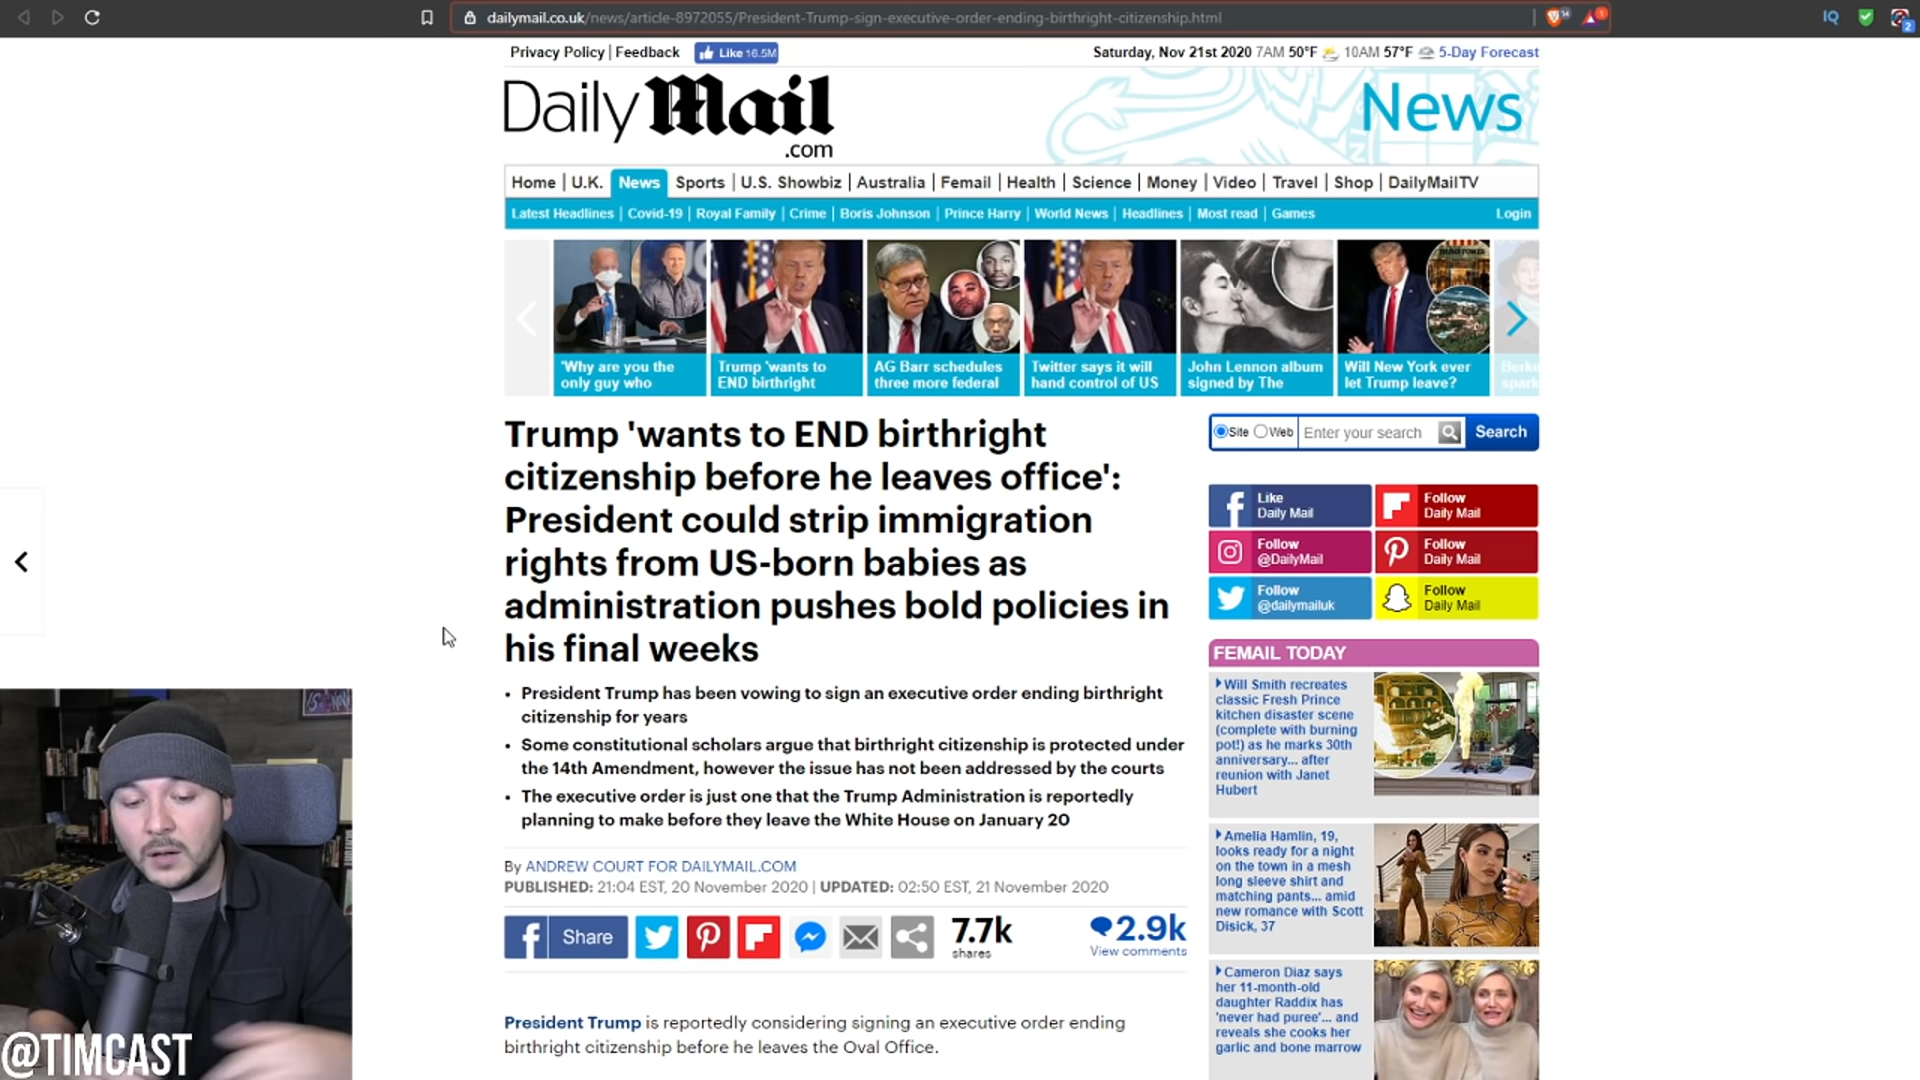 dailymail.co.uk/news/article-8972055/President-Trump-sign-executive-order-ending-birthright-citizenship.html
IQ
2
Privacy Policy | Feedback
Like 16.5M
Saturday, Nov 21st 2020 7AM 50°F 10AM 57°F 5-Day Forecast
Daily Mail
.com
News
Home | U.K. News Sports | U.S. Showbiz | Australia | Femail | Health | Science | Money | Video | Travel | Shop | DailyMailTV
Latest Headlines | Covid-19 | Royal Family | Crime | Boris Johnson | Prince Harry | World News | Headlines | Most read | Games
Login
'Why are you the
only guy who
Trump 'wants to
END birthright
AG Barr schedules
three more federal
Twitter says it will
hand control of US
John Lennon album
signed by The
Will New York ever
let Trump leave?
Trump 'wants to END birthright
citizenship before he leaves office':
President could strip immigration
rights from US-born babies as
administration pushes bold policies in
his final weeks
• President Trump has been vowing to sign an executive order ending birthright
citizenship for years
• Some constitutional scholars argue that birthright citizenship is protected under
the 14th Amendment, however the issue has not been addressed by the courts
• The executive order is just one that the Trump Administration is reportedly
planning to make before they leave the White House on January 20
By ANDREW COURT FOR DAILYMAIL.COM
PUBLISHED: 21:04 EST, 20 November 2020 | UPDATED: 02:50 EST, 21 November 2020
Share
7.7k
shares
2.9k
View comments
President Trump is reportedly considering signing an executive order ending
birthright citizenship before he leaves the Oval Office.
Site Web Enter your search Search
Like
Daily Mail
Follow
Daily Mail
Follow
@DailyMail
Follow
Daily Mail
Follow
@dailymailuk
Follow
Daily Mail
FEMAIL TODAY
Will Smith recreates
classic Fresh Prince
kitchen disaster scene
(complete with burning
pot!) as he marks 30th
anniversary... after
reunion with Janet
Hubert
Amelia Hamlin, 19,
looks ready for a night
on the town in a mesh
long sleeve shirt and
matching pants... amid
new romance with Scott
Disick, 37
Cameron Diaz says
her 11-month-old
daughter Raddix has
'never had puree'... and
reveals she cooks her
garlic and bone marrow
@TIMCAST